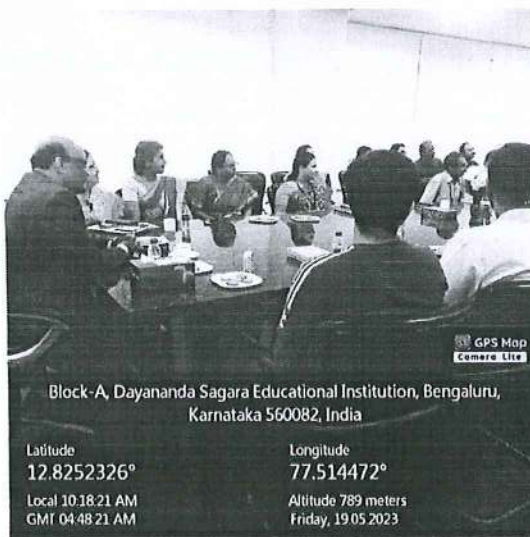 GPS Map
Camera Lite
Block-A, Dayananda Sagara Educational Institution, Bengaluru,
Karnataka 560082, India
Latitude
12.8252326°
Longitude
77.514472°
Local 10:18:21 AM
GMT 04:48:21 AM
Altitude 789 meters
Friday, 19.05.2023